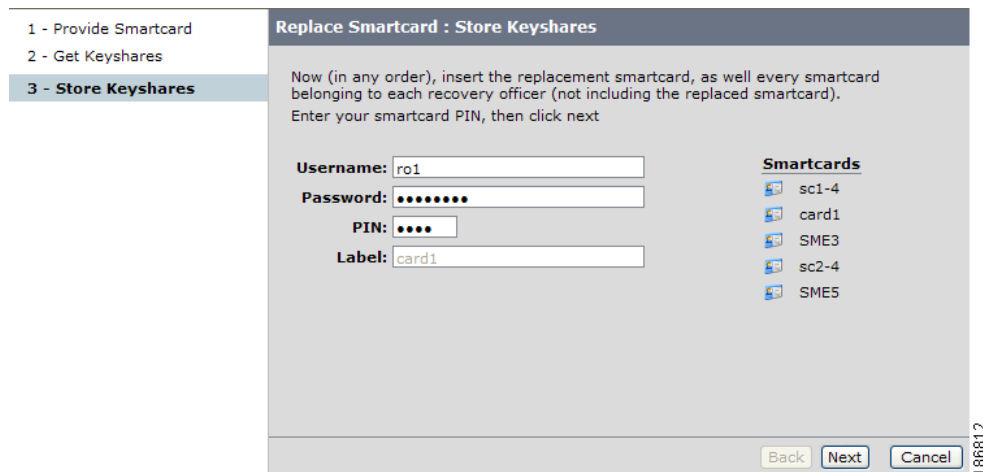 1 - Provide Smartcard
2 - Get Keyshares
3 - Store Keyshares
Replace Smartcard : Store Keyshares
Now (in any order), insert the replacement smartcard, as well every smartcard
belonging to each recovery officer (not including the replaced smartcard).
Enter your smartcard PIN, then click next
Username: ro1
Password: ••••••••
PIN: ••••
Label: card1
Smartcards
sc1-4
card1
SME3
sc2-4
SME5
Back Next Cancel
186812